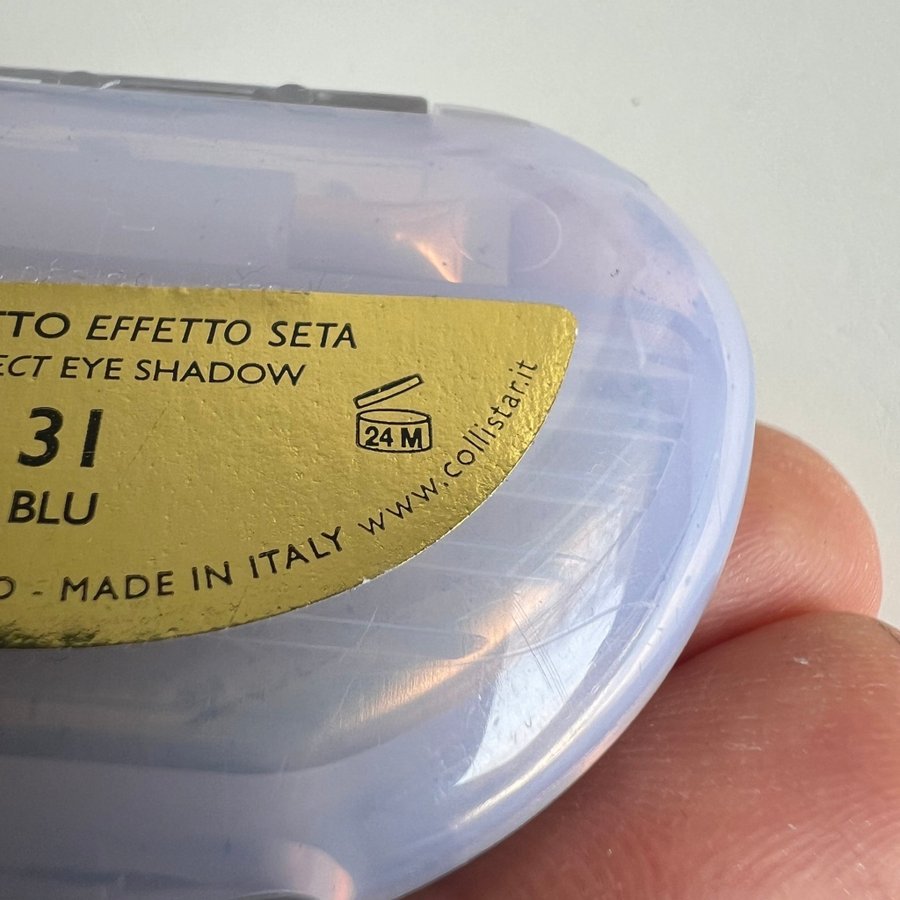 TTO EFFETTO SETA
ECT EYE SHADOW
31
BLU
24 M
O - MADE IN ITALY www.collistar.it